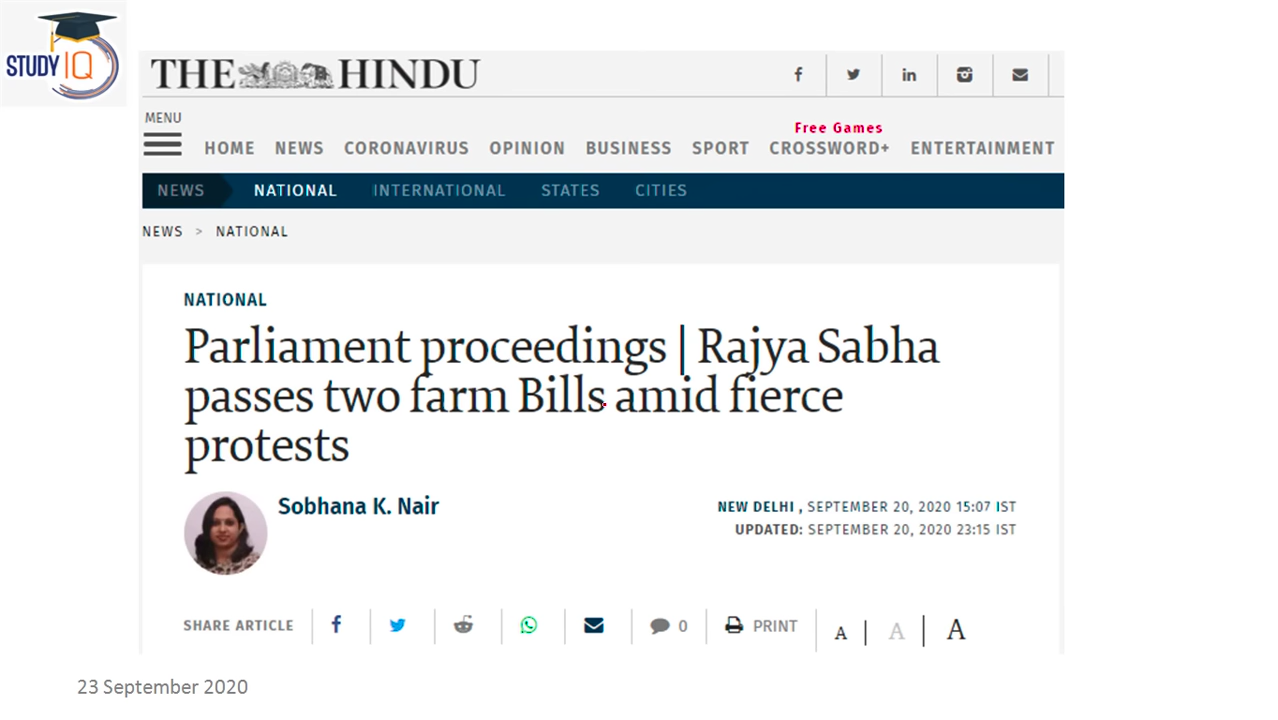 STUDY IQ
THE HINDU
MENU
Free Games
HOME NEWS CORONAVIRUS OPINION BUSINESS SPORT CROSSWORD+ ENTERTAINMENT
NEWS NATIONAL INTERNATIONAL STATES CITIES
NEWS > NATIONAL
NATIONAL
Parliament proceedings | Rajya Sabha
passes two farm Bills amid fierce
protests
Sobhana K. Nair
NEW DELHI , SEPTEMBER 20, 2020 15:07 IST
UPDATED: SEPTEMBER 20, 2020 23:15 IST
SHARE ARTICLE 0 PRINT A | A | A
23 September 2020